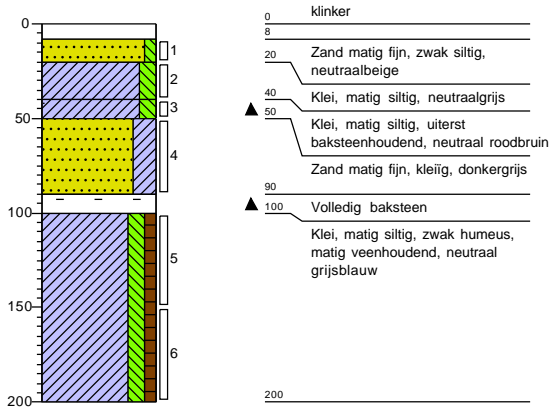 0
50
100
150
200
1
2
3
4
5
6
0
klinker
8
20
Zand matig fijn, zwak siltig,
neutraalbeige
40
Klei, matig siltig, neutraalgrijs
50
Klei, matig siltig, uiterst
baksteenhoudend, neutraal roodbruin
Zand matig fijn, kleiïg, donkergrijs
90
100
Volledig baksteen
Klei, matig siltig, zwak humeus,
matig veenhoudend, neutraal
grijsblauw
200